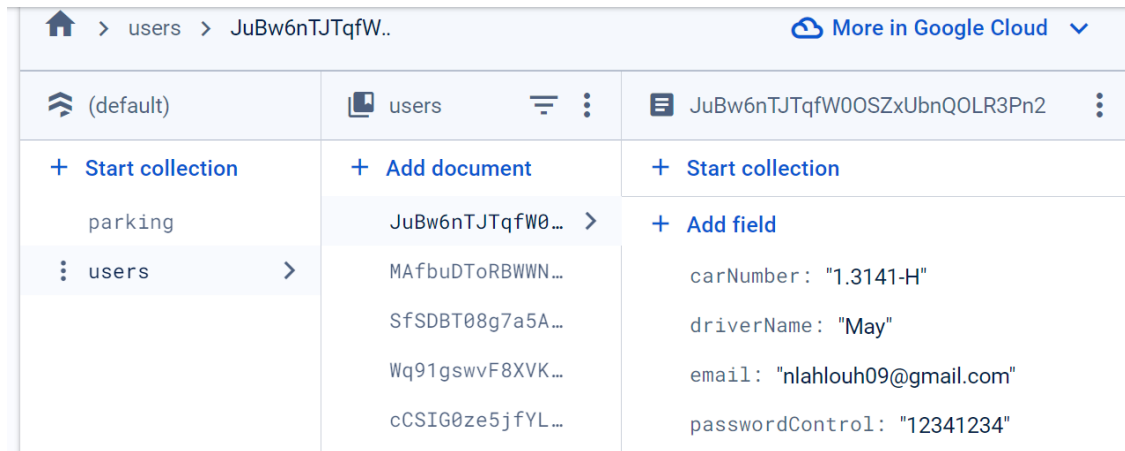 users JuBw6nTJTqfW.. More in Google Cloud
(default)
users
JuBw6nTJTqfW0OSZxUbnQOLR3Pn2
+ Start collection
parking
users
+ Add document
JuBw6nTJTqfW0…
MAfbuDToRBWWN…
SfSDBT08g7a5A…
Wq91gswvF8XVK…
cCSIG0ze5jfYL…
+ Start collection
+ Add field
carNumber: "1.3141-H"
driverName: "May"
email: "nlahlouh09@gmail.com"
passwordControl: "12341234"